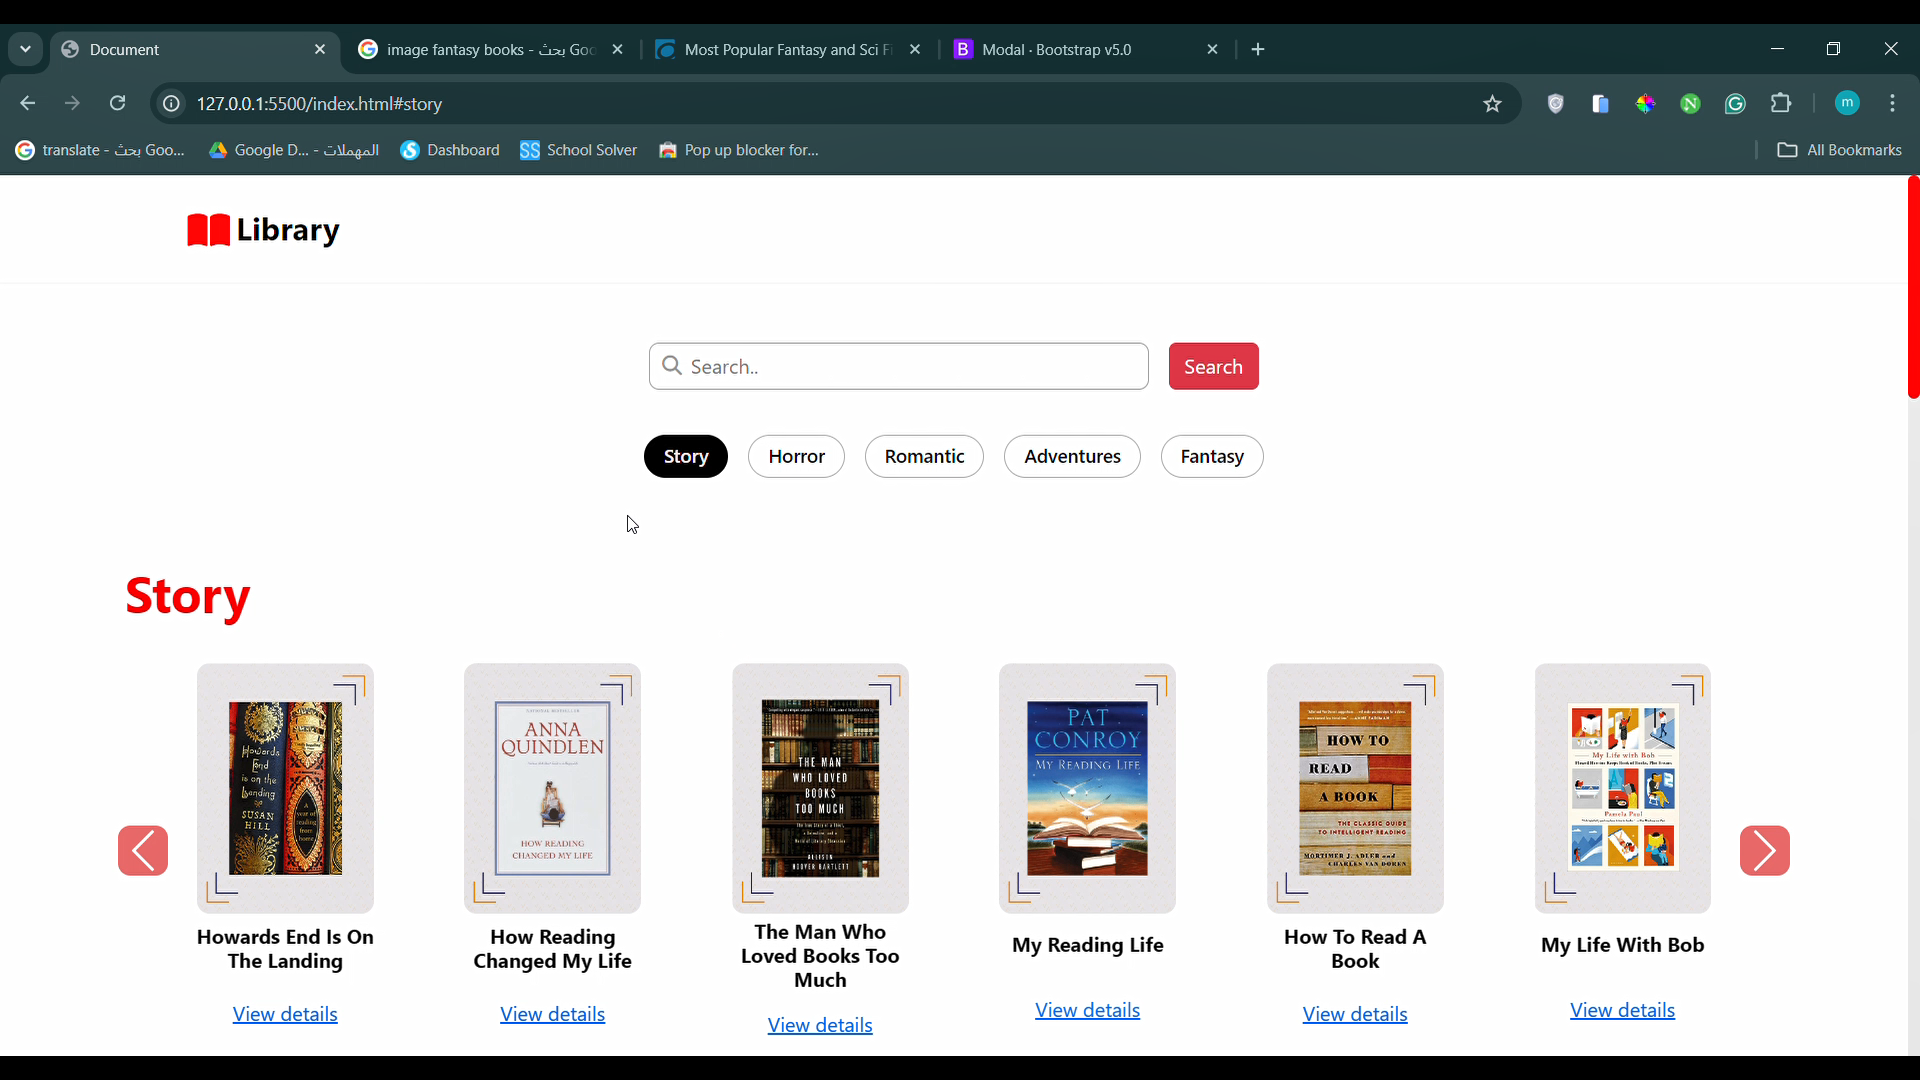 Document
image fantasy books - بحث Goo
Most Popular Fantasy and Sci Fi
Modal · Bootstrap v5.0
127.0.0.1:5500/index.html#story
m
translate - بحث Goo...
Google D... - المهملات
Dashboard
School Solver
Pop up blocker for...
All Bookmarks
Library
Search..
Search
Story
Horror
Romantic
Adventures
Fantasy
Story
Howards
End
is on the
Landing
SUSAN
HILL
A
year of
reading
from
home
ANNA
QUINDLEN
HOW READING
CHANGED MY LIFE
THE MAN
WHO LOVED
BOOKS
TOO MUCH
ALLISON
HOOVER BARTLETT
PAT
CONROY
MY READING LIFE
HOW TO
READ
A BOOK
THE CLASSIC GUIDE
TO INTELLIGENT READING
MORTIMER J. ADLER and
CHARLES VAN DOREN
My Life with Bob
Pamela Paul
Howards End Is On
The Landing
How Reading
Changed My Life
The Man Who
Loved Books Too
Much
My Reading Life
How To Read A
Book
My Life With Bob
View details
View details
View details
View details
View details
View details